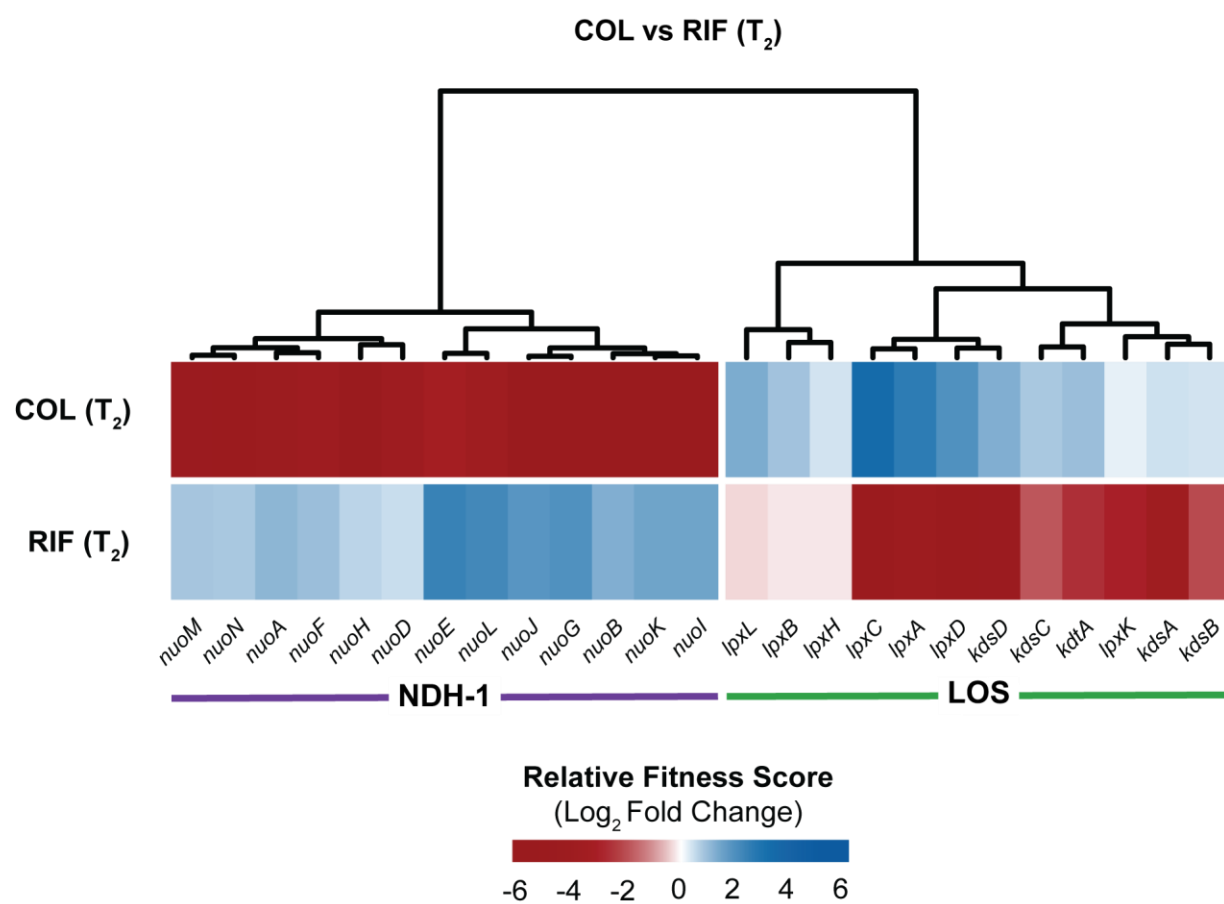 COL vs RIF (T₂)
COL (T₂)
RIF (T₂)
nuoM nuoN nuoA nuoF nuoH nuoD nuoE nuoL nuoJ nuoG nuoB nuoK nuoI lpxL lpxB lpxH lpxC lpxA lpxD kdsD kdsC kdtA lpxK kdsA kdsB
NDH-1 LOS
Relative Fitness Score
(Log₂ Fold Change)
-6 -4 -2 0 2 4 6